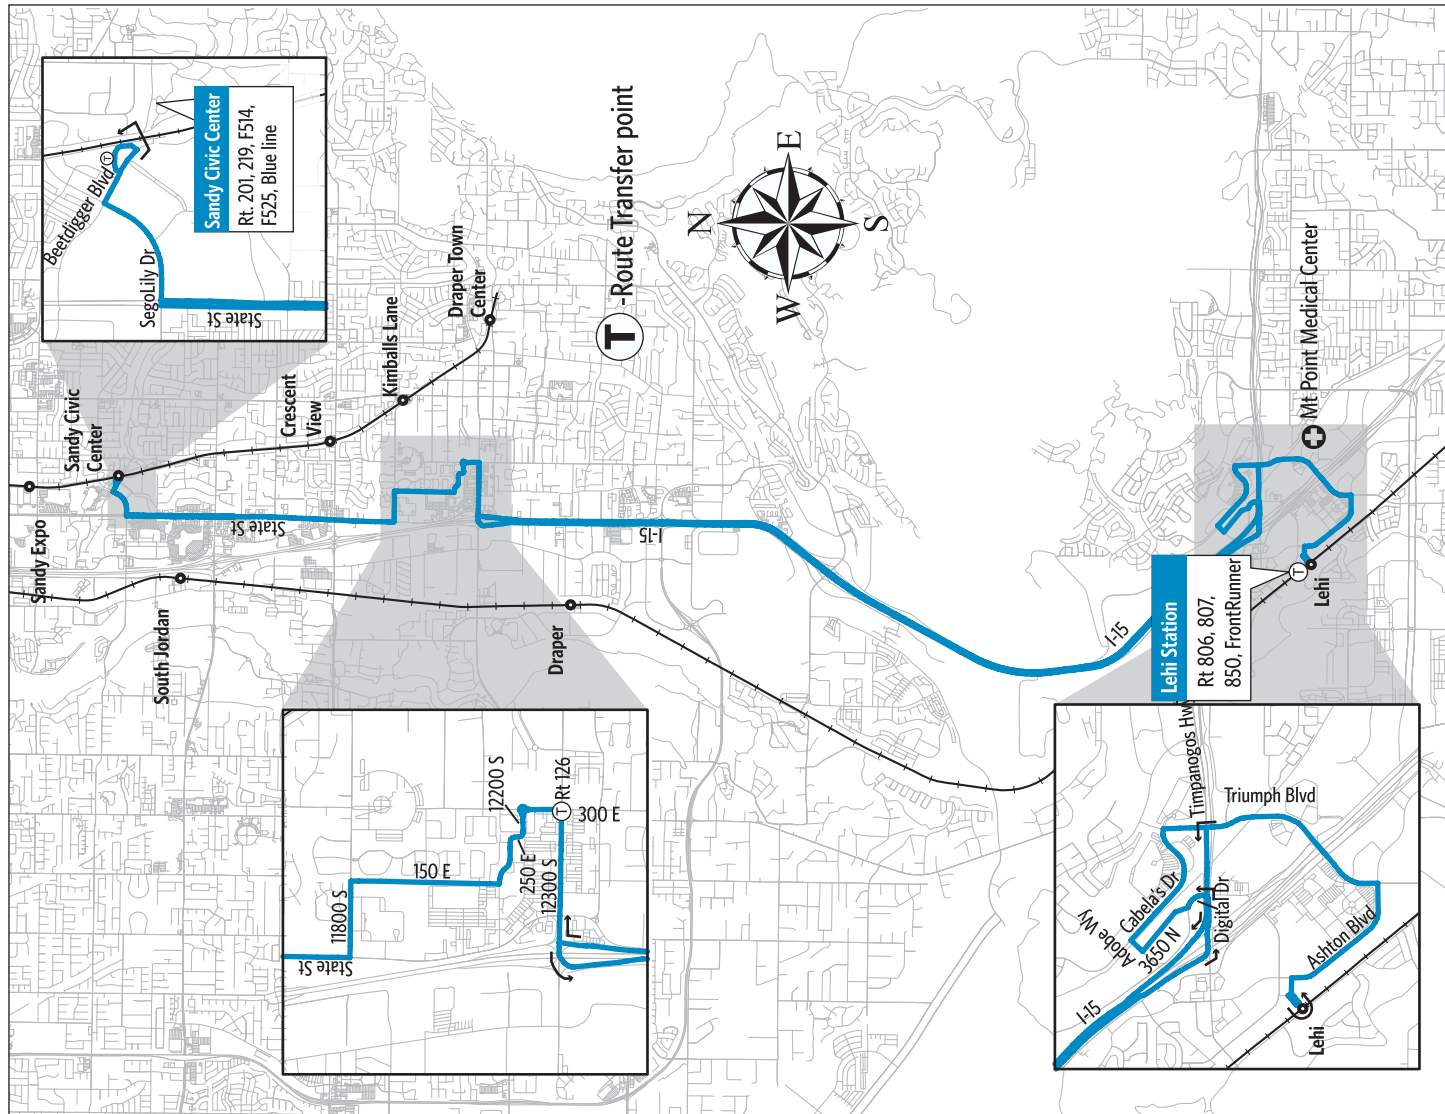 Beetdigger Blvd
T
SegoLily Dr
State St
Sandy Civic Center
Rt. 201, 219, F514,
F525, Blue line
T
-Route Transfer point
N
E
S
W
Sandy Expo
Sandy Civic
Center
Crescent
View
Kimballs Lane
Draper Town
Center
State St
South Jordan
Draper
I-15
I-15
Mt. Point Medical Center
Lehi Station
Rt 806, 807,
850, FrontRunner
T
Lehi
State St
11800 S
150 E
12200 S
250 E
12300 S
T
Rt 126
300 E
Timpanogos Hw
Triumph Blvd
Cabela's Dr
Adobe Wy
3650 N
Digital Dr
I-15
Ashton Blvd
Lehi